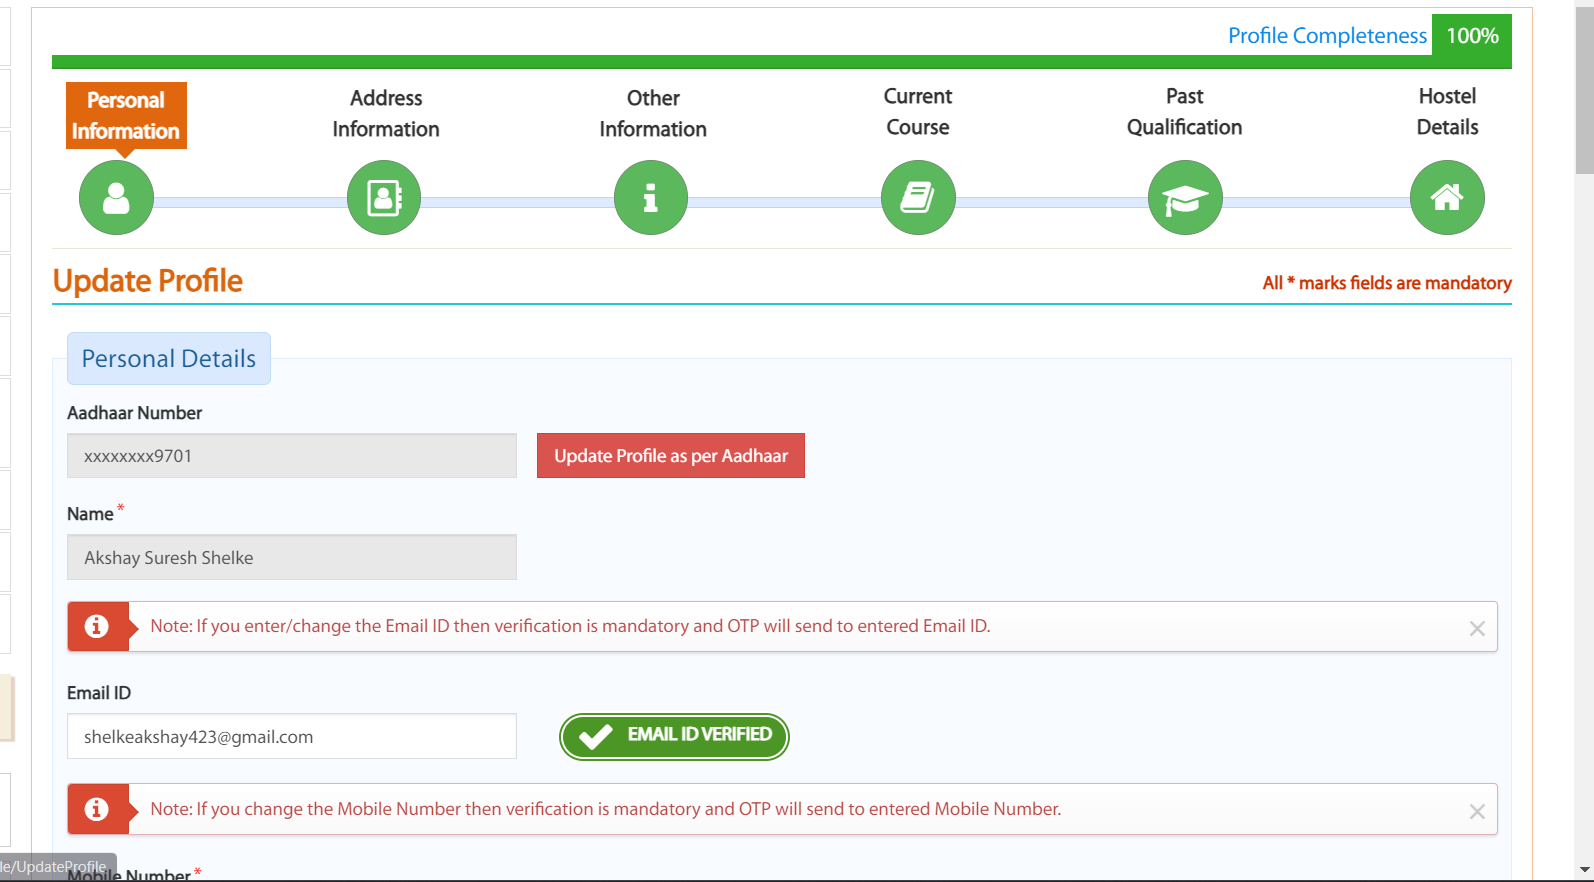 Profile Completeness 100%
Personal Information
Address Information
Other Information
Current Course
Past Qualification
Hostel Details
Update Profile
All * marks fields are mandatory
Personal Details
Aadhaar Number
xxxxxxxx9701
Update Profile as per Aadhaar
Name *
Akshay Suresh Shelke
Note: If you enter/change the Email ID then verification is mandatory and OTP will send to entered Email ID.
Email ID
shelkeakshay423@gmail.com
EMAIL ID VERIFIED
Note: If you change the Mobile Number then verification is mandatory and OTP will send to entered Mobile Number.
le/UpdateProfile
Mobile Number *